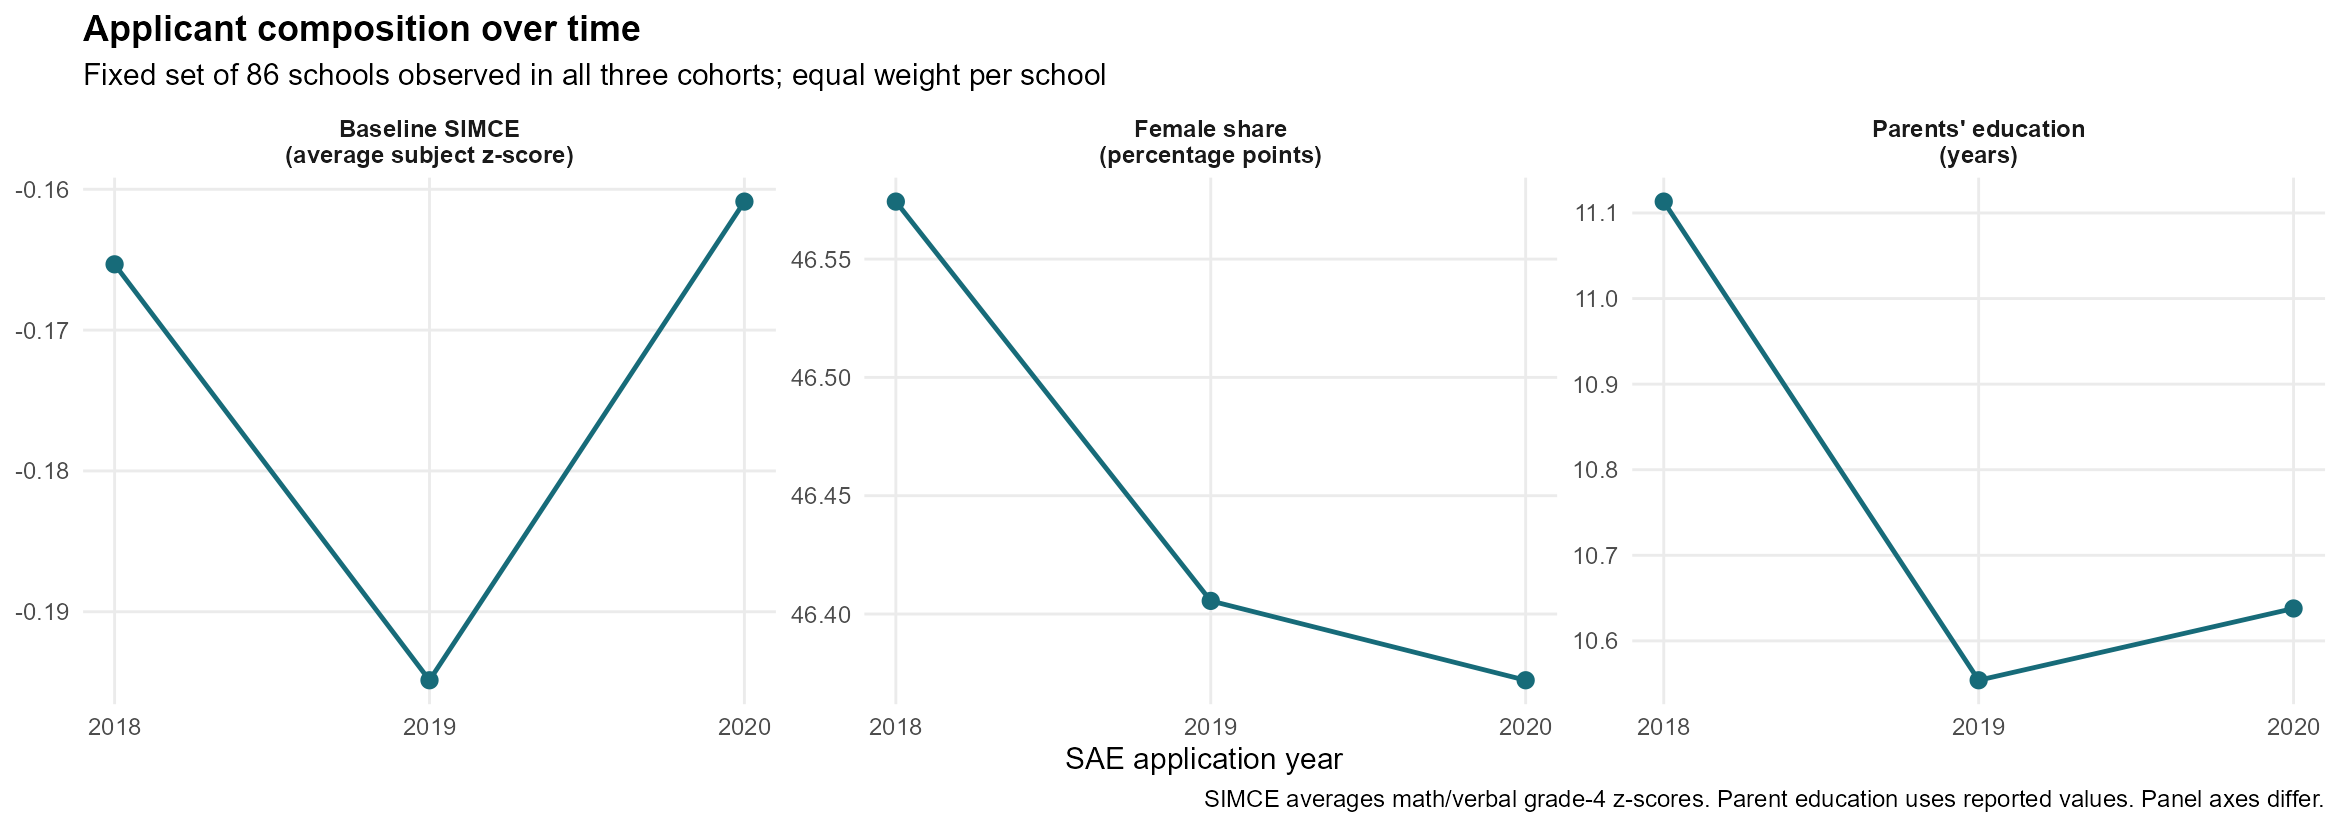 Applicant composition over time
Fixed set of 86 schools observed in all three cohorts; equal weight per school
Baseline SIMCE
(average subject z-score)
-0.16
-0.17
-0.18
-0.19
2018
2019
2020
Female share
(percentage points)
46.55
46.50
46.45
46.40
2018
2019
2020
Parents' education
(years)
11.1
11.0
10.9
10.8
10.7
10.6
2018
2019
2020
SAE application year
SIMCE averages math/verbal grade-4 z-scores. Parent education uses reported values. Panel axes differ.